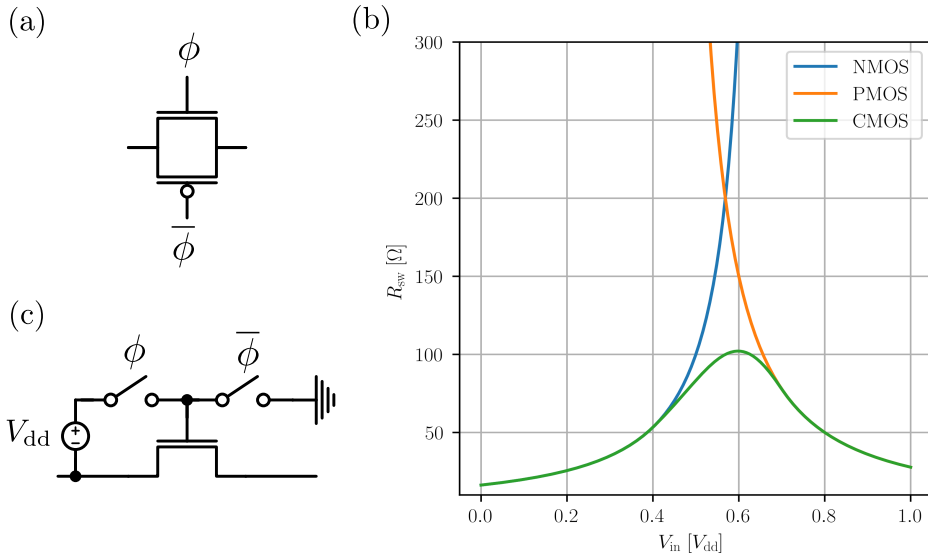 (a)
ϕ
ϕ̅
(b)
300
250
200
150
100
50
R_sw [Ω]
0.0 0.2 0.4 0.6 0.8 1.0
V_in [V_dd]
NMOS
PMOS
CMOS
(c)
ϕ
ϕ̅
V_dd
+
−